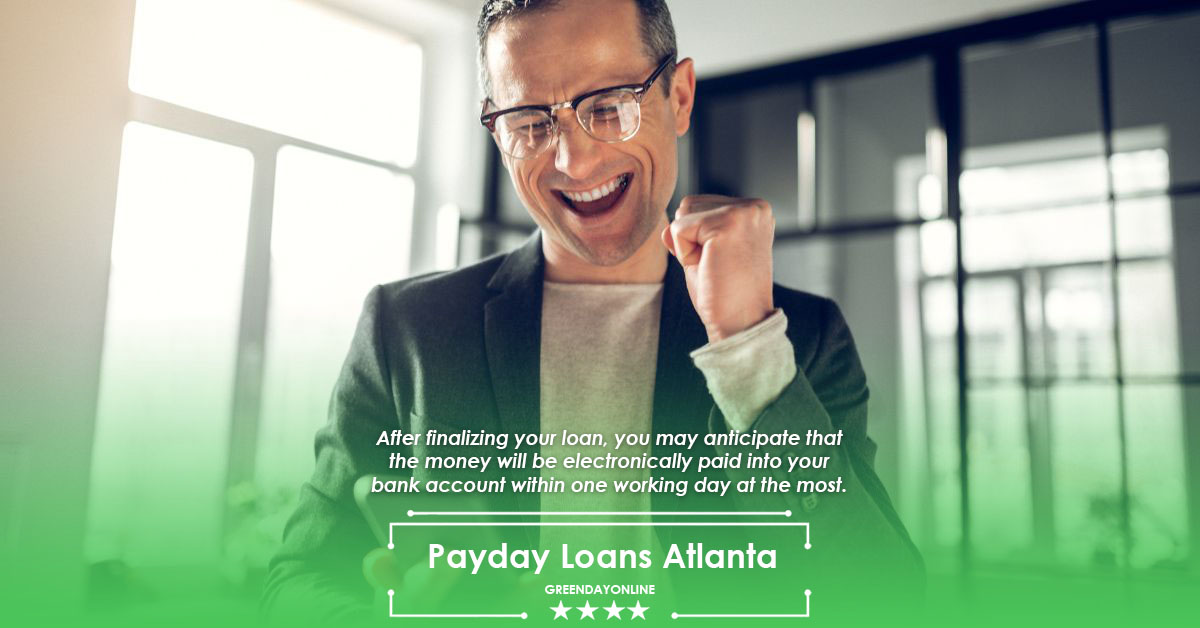 After finalizing your loan, you may anticipate that
the money will be electronically paid into your
bank account within one working day at the most.
Payday Loans Atlanta
GREENDAYONLINE